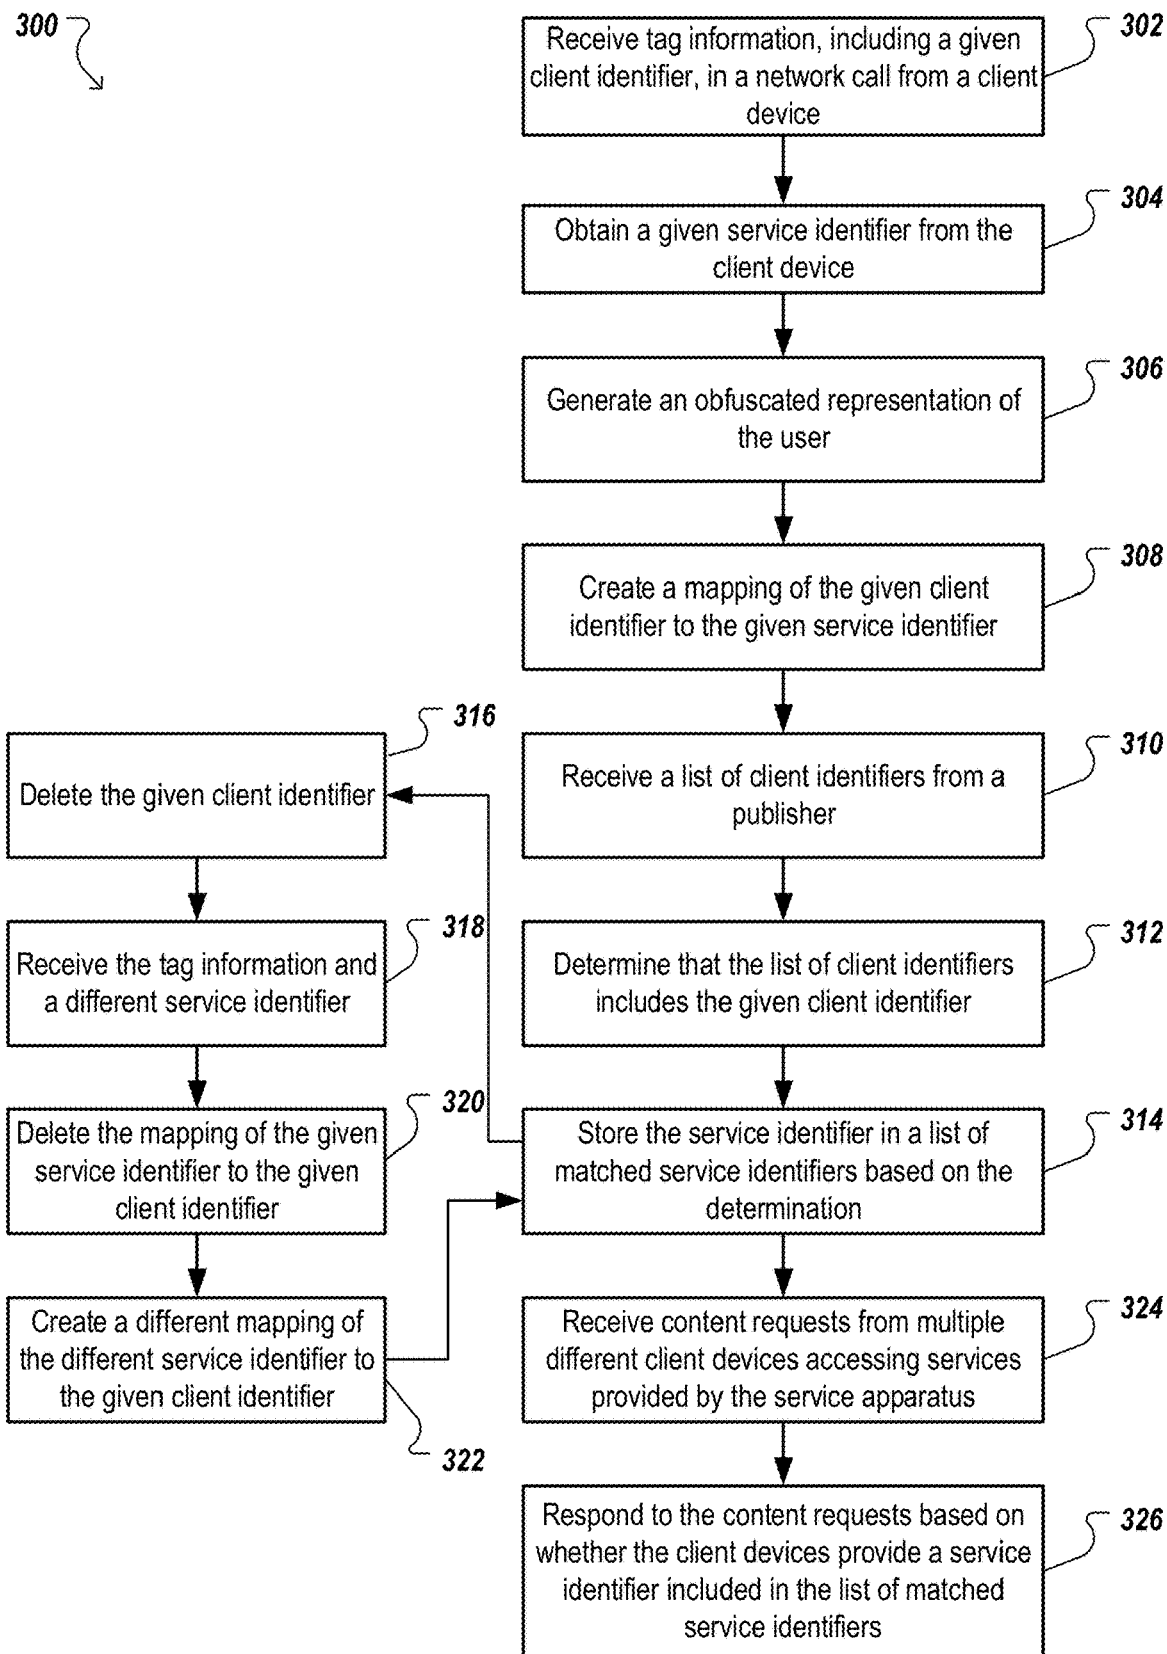 300
302
Receive tag information, including a given
client identifier, in a network call from a client
device
304
Obtain a given service identifier from the
client device
306
Generate an obfuscated representation of
the user
308
Create a mapping of the given client
identifier to the given service identifier
310
Receive a list of client identifiers from a
publisher
312
Determine that the list of client identifiers
includes the given client identifier
314
Store the service identifier in a list of
matched service identifiers based on the
determination
316
Delete the given client identifier
318
Receive the tag information and
a different service identifier
320
Delete the mapping of the given
service identifier to the given
client identifier
Create a different mapping of
the different service identifier to
the given client identifier
322
324
Receive content requests from multiple
different client devices accessing services
provided by the service apparatus
326
Respond to the content requests based on
whether the client devices provide a service
identifier included in the list of matched
service identifiers